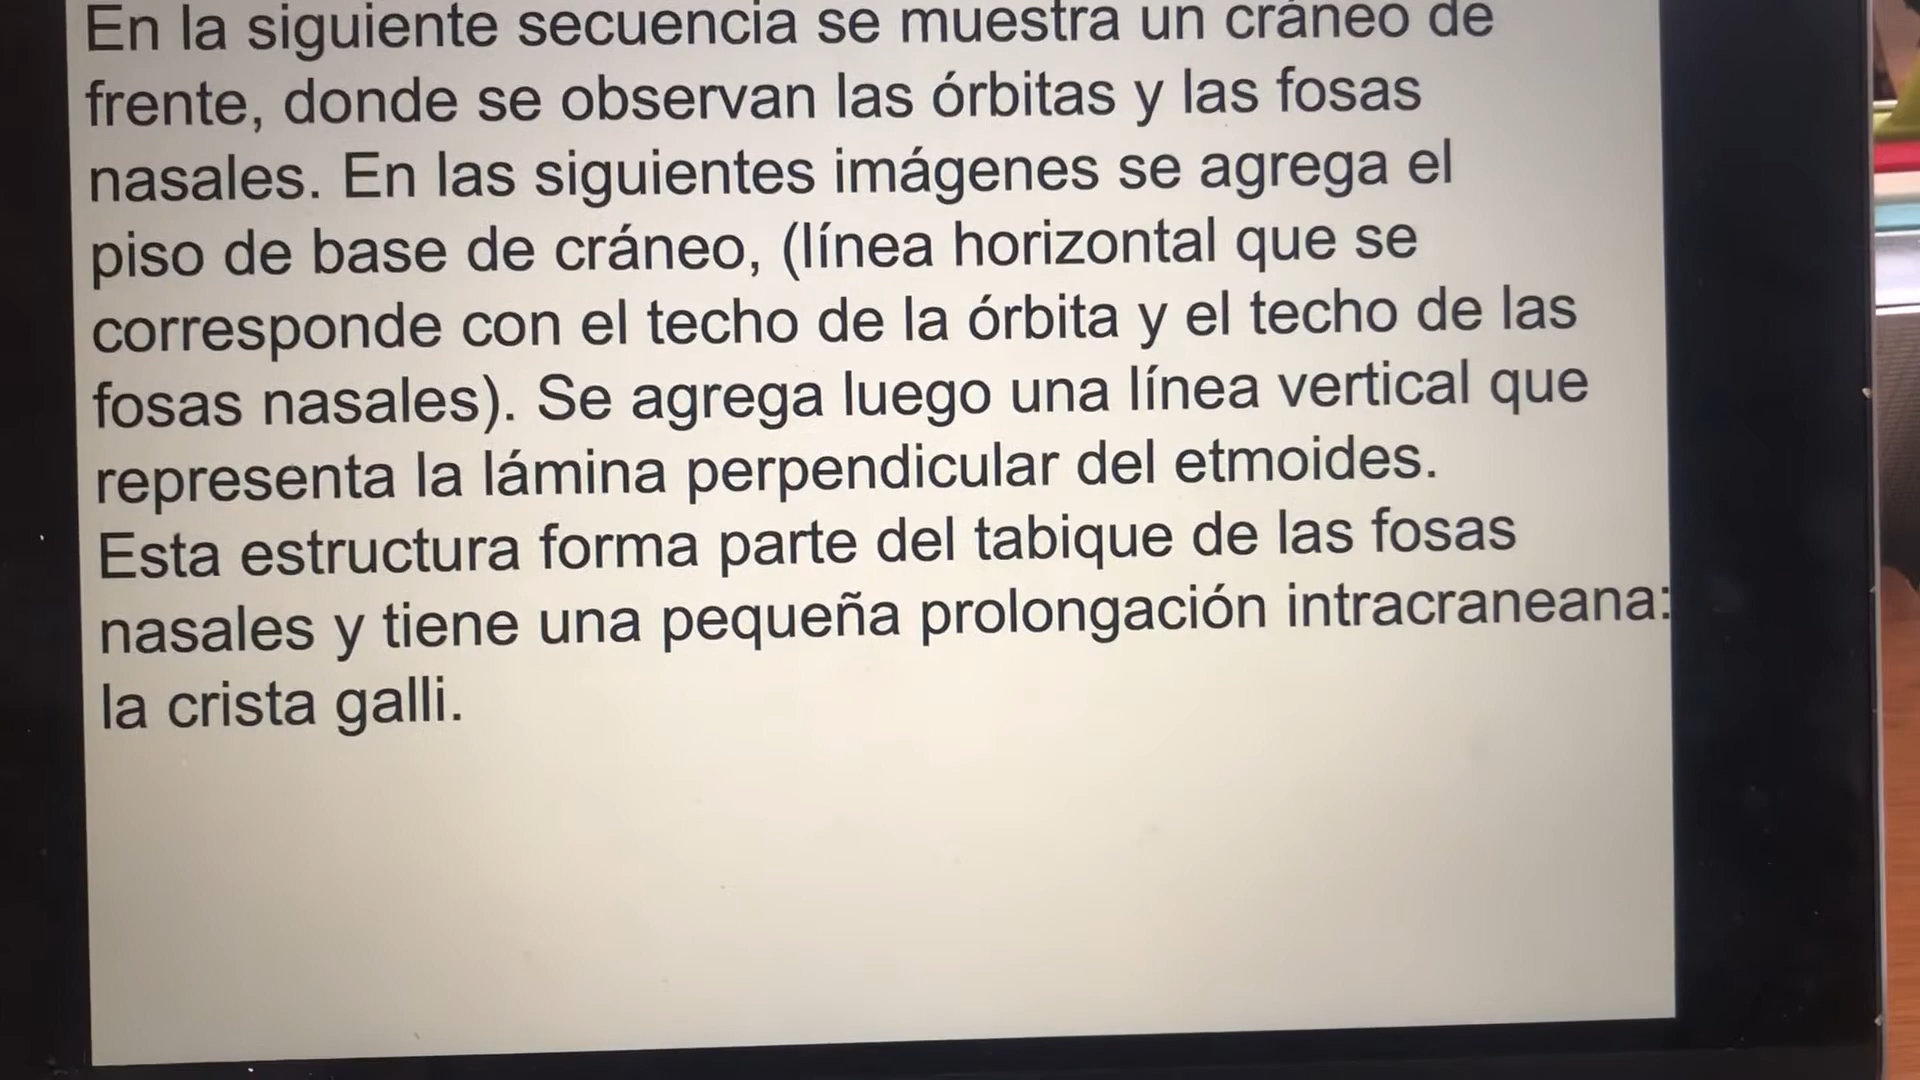 En la siguiente secuencia se muestra un cráneo de
frente, donde se observan las órbitas y las fosas
nasales. En las siguientes imágenes se agrega el
piso de base de cráneo, (línea horizontal que se
corresponde con el techo de la órbita y el techo de las
fosas nasales). Se agrega luego una línea vertical que
representa la lámina perpendicular del etmoides.
Esta estructura forma parte del tabique de las fosas
nasales y tiene una pequeña prolongación intracraneana:
la crista galli.